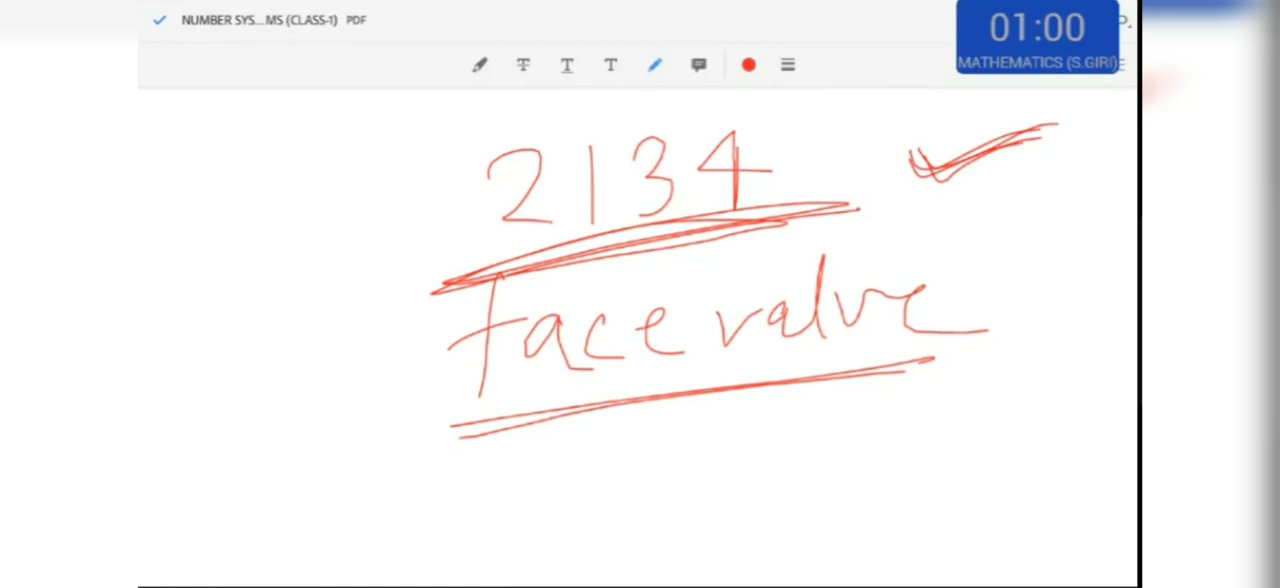 NUMBER SYS...MS (CLASS-1) PDF
01:00
MATHEMATICS (S.GIRI)
T T T
2134
Face value